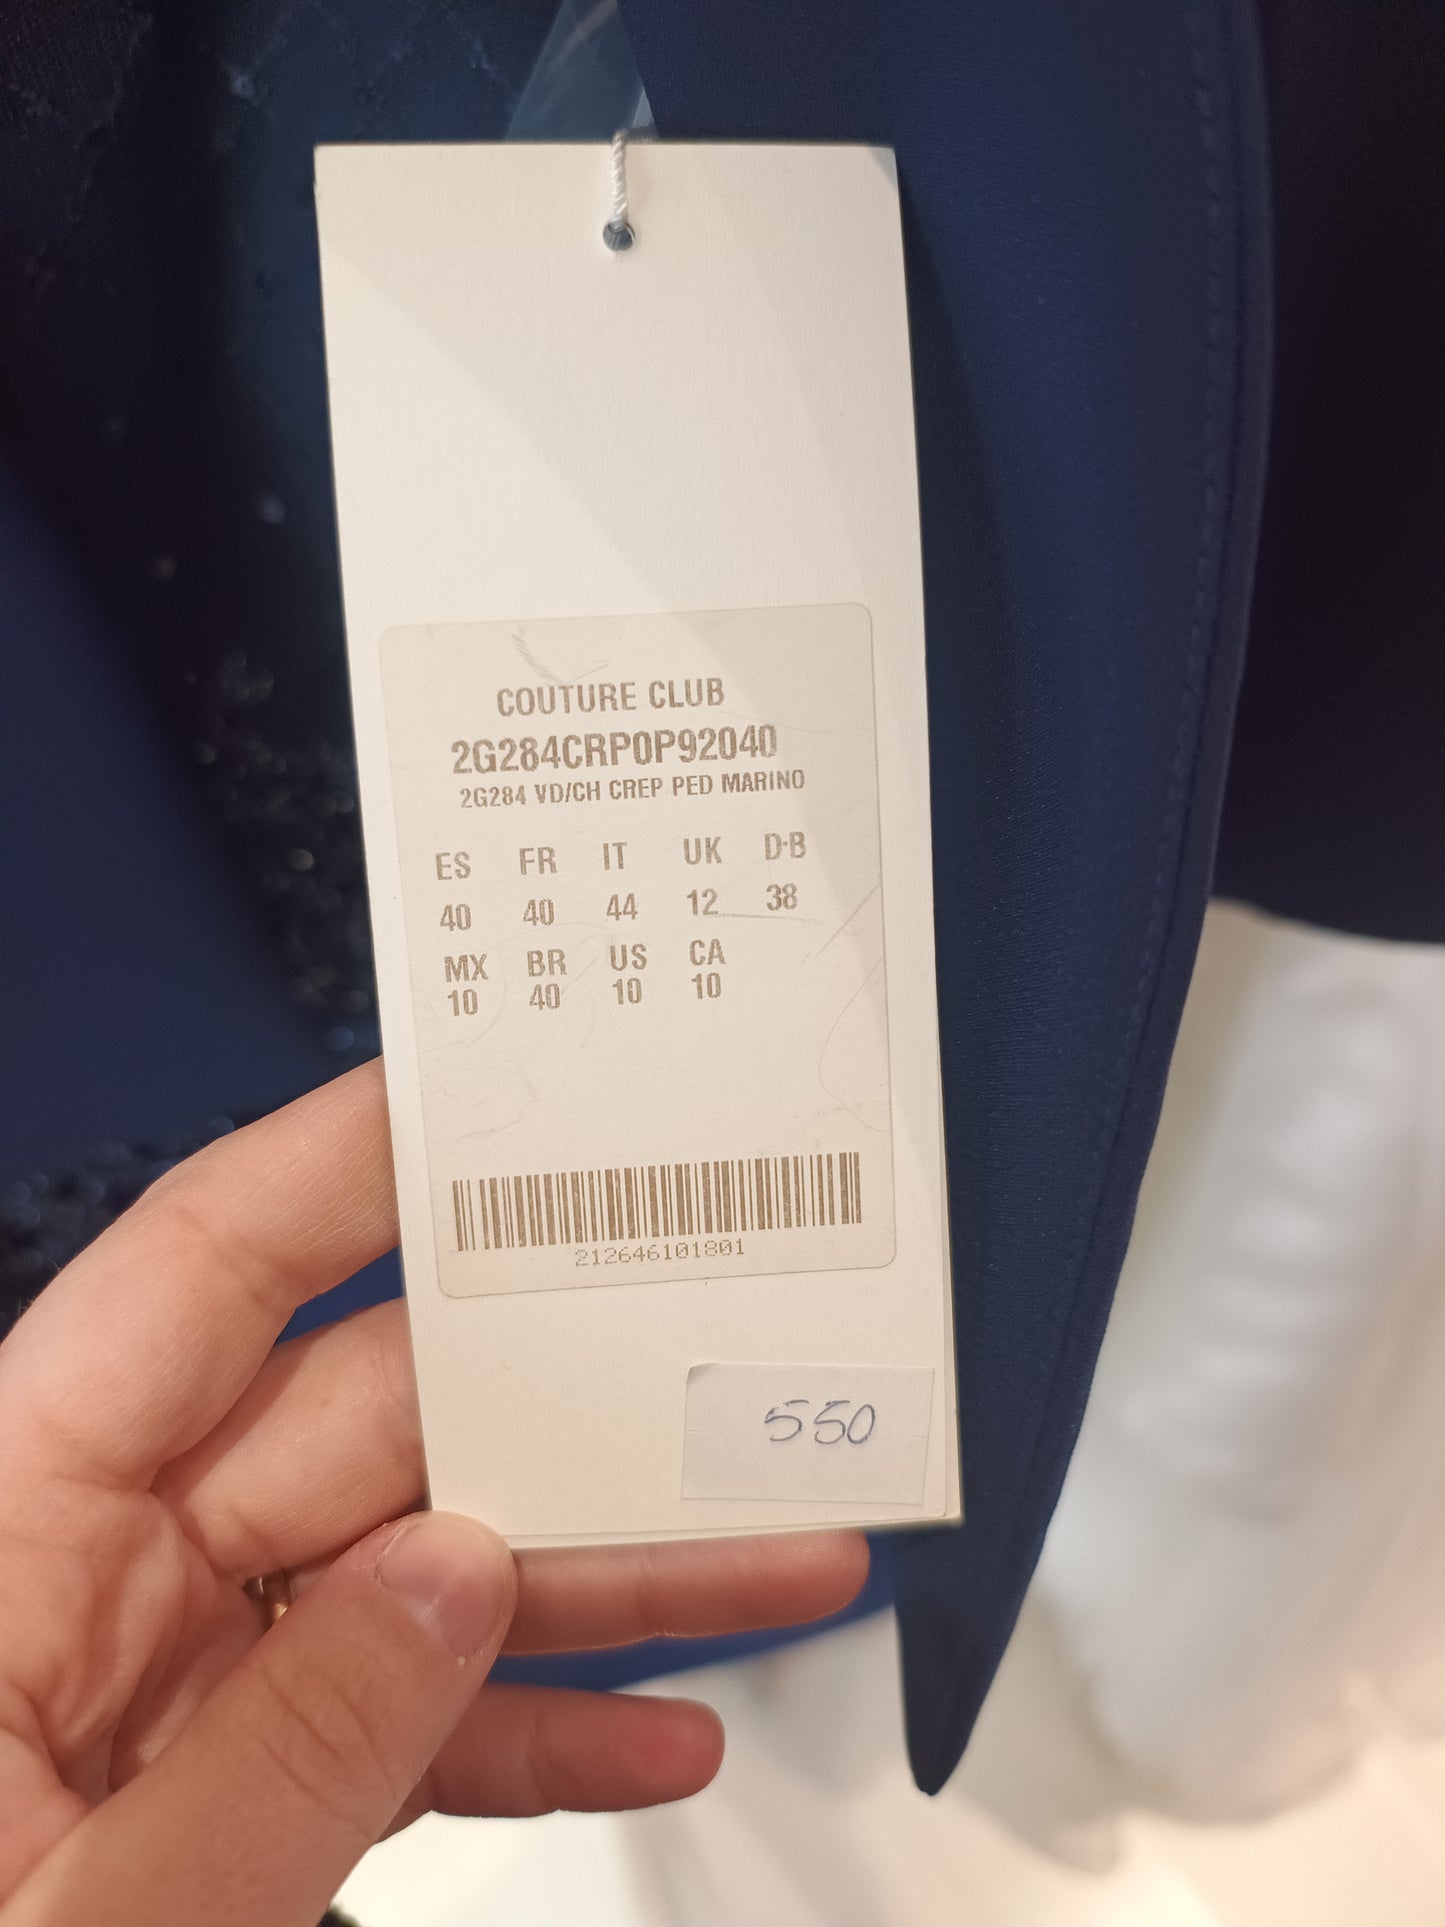 COUTURE CLUB
2G284CRP0P92040
2G284 VD/CH CREP PED MARINO
ES FR IT UK D·B
40 40 44 12 38
MX BR US CA
10 40 10 10
212646101801
550